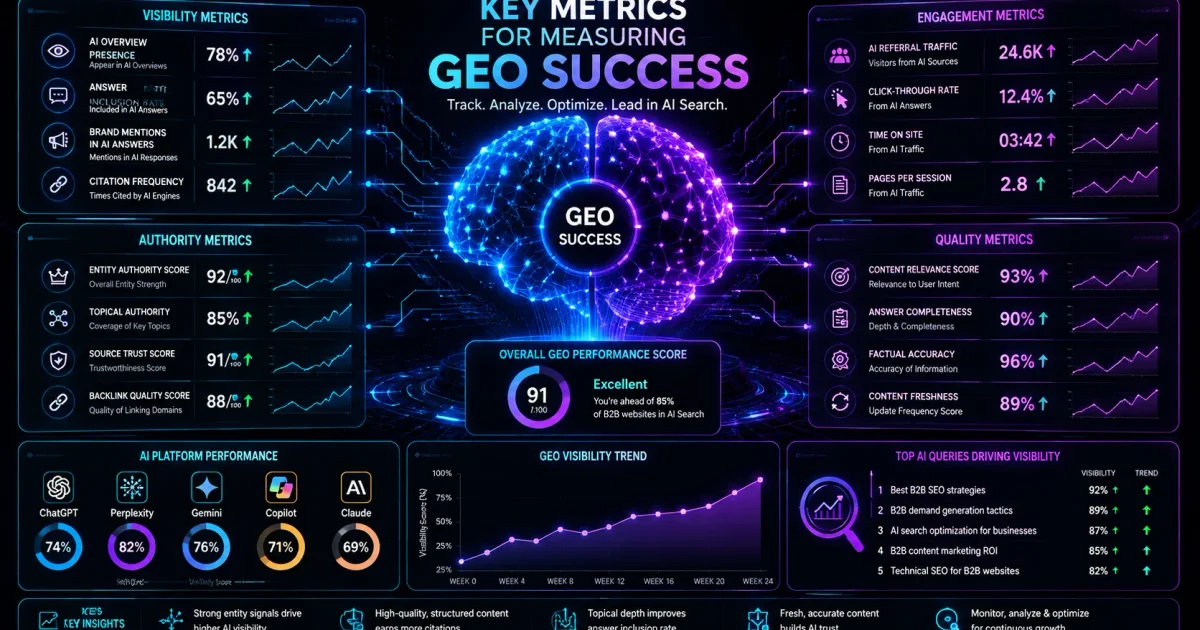 KEY METRICS
FOR MEASURING
GEO SUCCESS
Track. Analyze. Optimize. Lead in AI Search.
VISIBILITY METRICS
AI OVERVIEW
PRESENCE
Appear in AI Overviews
78%
ANSWER
INCLUSION RATE
Included in AI Answers
65%
BRAND MENTIONS
IN AI ANSWERS
Mentions in AI Responses
1.2K
CITATION FREQUENCY
Times Cited by AI Engines
842
ENGAGEMENT METRICS
AI REFERRAL TRAFFIC
Visitors from AI Sources
24.6K
CLICK-THROUGH RATE
From AI Answers
12.4%
TIME ON SITE
From AI Traffic
03:42
PAGES PER SESSION
From AI Traffic
2.8
GEO
SUCCESS
AUTHORITY METRICS
ENTITY AUTHORITY SCORE
Overall Entity Strength
92/100
TOPICAL AUTHORITY
Coverage of Key Topics
85%
SOURCE TRUST SCORE
Trustworthiness Score
91/100
BACKLINK QUALITY SCORE
Quality of Linking Domains
88/100
QUALITY METRICS
CONTENT RELEVANCE SCORE
Relevance to User Intent
93%
ANSWER COMPLETENESS
Depth & Completeness
90%
FACTUAL ACCURACY
Accuracy of Information
96%
CONTENT FRESHNESS
Update Frequency Score
89%
OVERALL GEO PERFORMANCE SCORE
91
/.100
Excellent
You're ahead of 85%
of B2B websites in AI Search
AI PLATFORM PERFORMANCE
ChatGPT Perplexity Gemini Copilot Claude
74% 82% 76% 71% 69%
GEO VISIBILITY TREND
100%
75%
50%
25%
25%
WEEK 0 WEEK 4 WEEK 8 WEEK 12 WEEK 16 WEEK 20 WEEK 24
TOP AI QUERIES DRIVING VISIBILITY
VISIBILITY TREND
1 Best B2B SEO strategies 92%
2 B2B demand generation tactics 89%
3 AI search optimization for businesses 87%
4 B2B content marketing ROI 85%
5 Technical SEO for B2B websites 82%
KEY INSIGHTS
Strong entity signals drive
higher AI visibility
High-quality, structured content
earns more citations
Topical depth improves
answer inclusion rate
Fresh, accurate content
builds AI trust
Monitor, analyze & optimize
for continuous growth